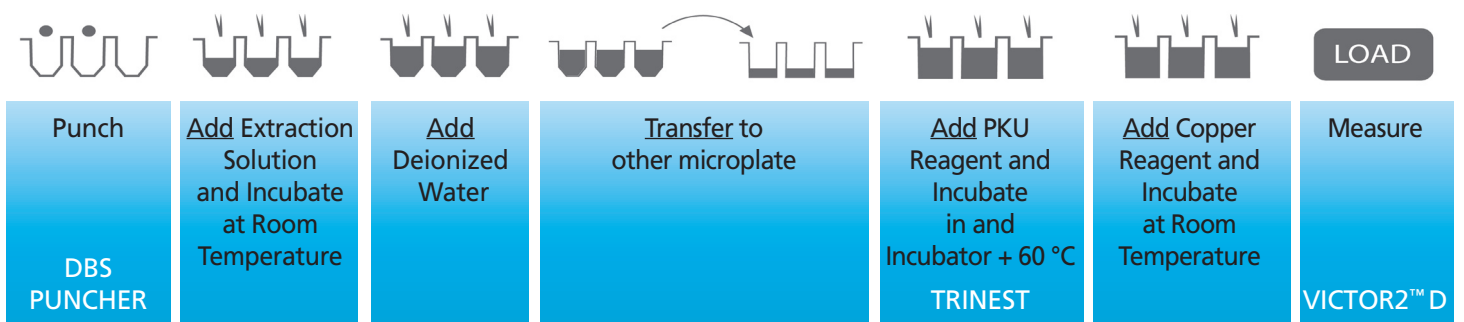 LOAD
Punch
DBS
PUNCHER
Add Extraction
Solution
and Incubate
at Room
Temperature
Add
Deionized
Water
Transfer to
other microplate
Add PKU
Reagent and
Incubate
in and
Incubator + 60 °C
TRINEST
Add Copper
Reagent and
Incubate
at Room
Temperature
Measure
VICTOR2™ D